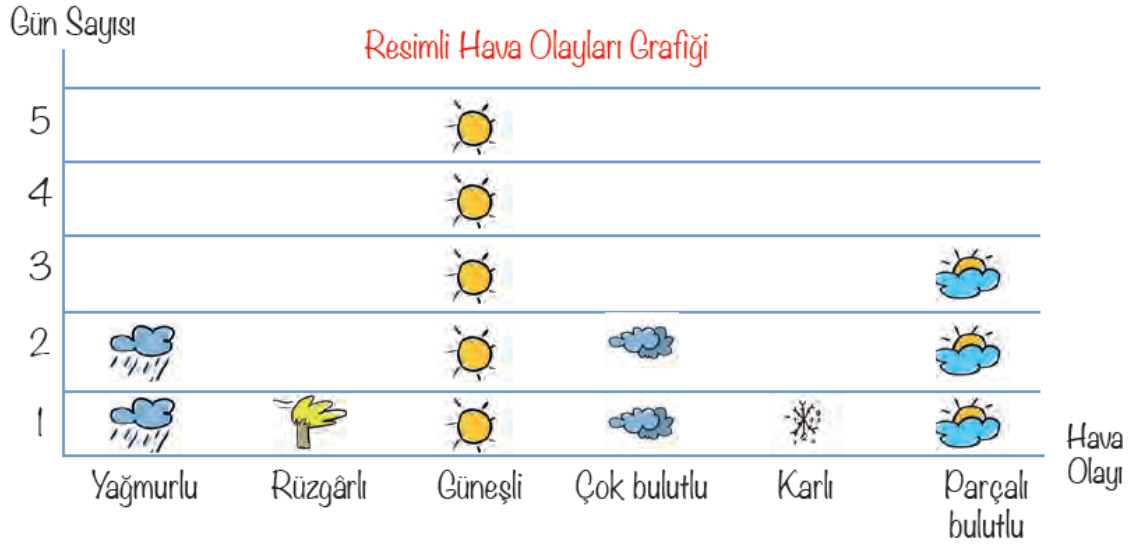 Gün Sayısı
Resimli Hava Olayları Grafiği
5
4
3
2
1
Yağmurlu
Rüzgârlı
Güneşli
Çok bulutlu
Karlı
Parçalı
bulutlu
Hava
Olayı